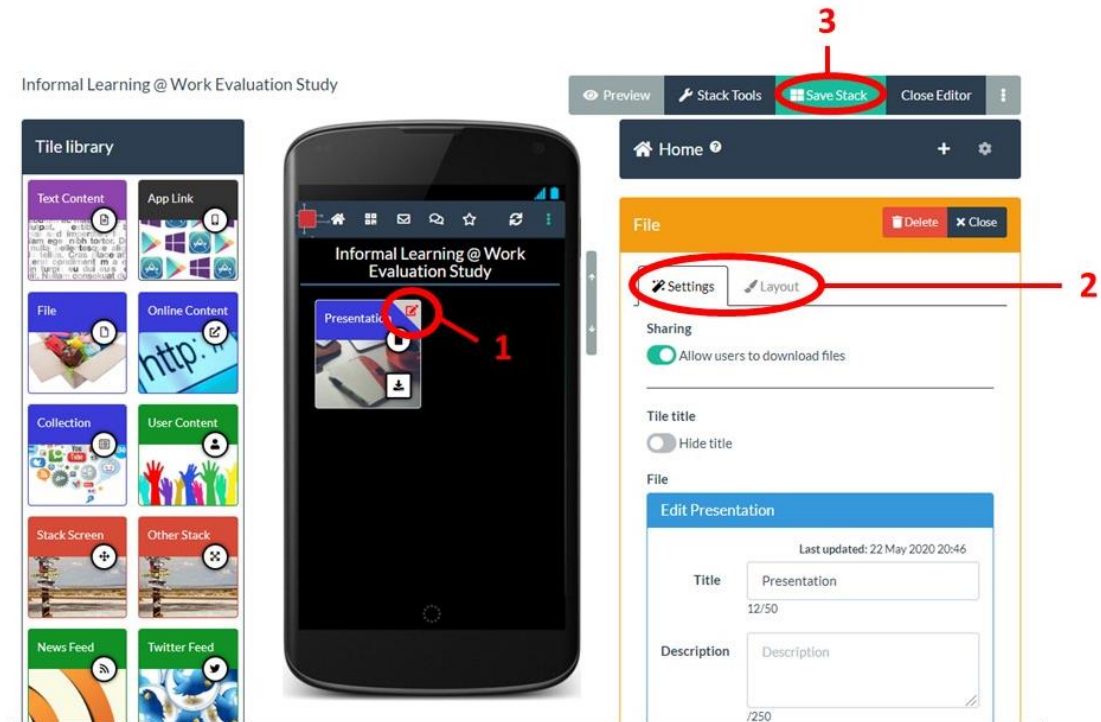 3
Informal Learning @ Work Evaluation Study
Preview
Stack Tools
Save Stack
Close Editor
Tile library
Text Content
App Link
File
Online Content
http:
Collection
User Content
Stack Screen
Other Stack
News Feed
Twitter Feed
Informal Learning @ Work
Evaluation Study
Presentation
1
Home
File
Delete
Close
Settings
Layout
2
Sharing
Allow users to download files
Tile title
Hide title
File
Edit Presentation
Last updated: 22 May 2020 20:46
Title
Presentation
12/50
Description
Description
/250